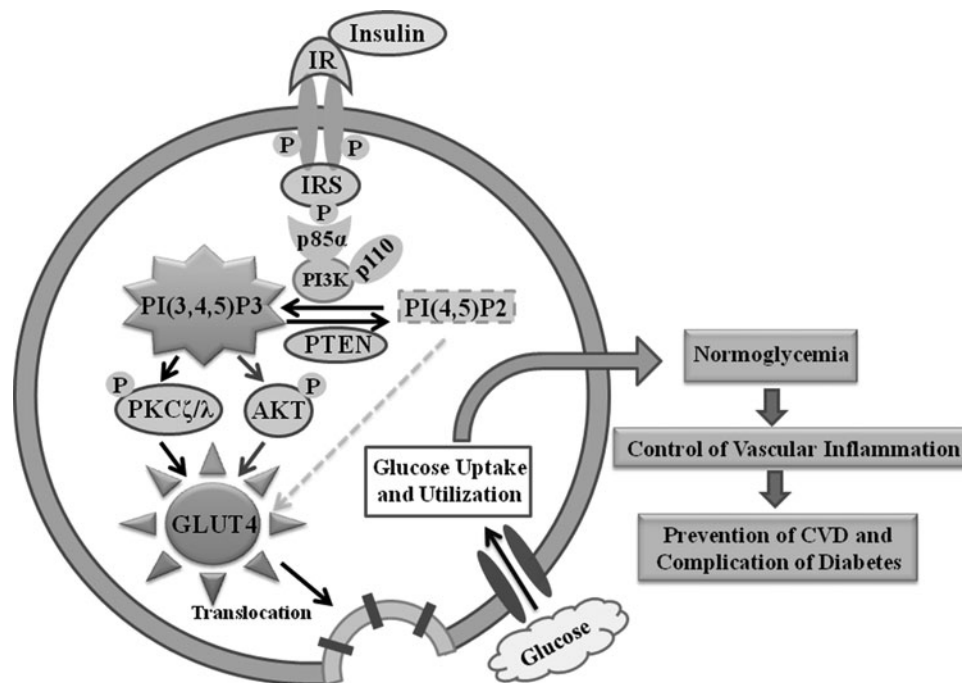 Insulin
IR
P
P
IRS
P
p85α
p110
PI3K
PI(3,4,5)P3
PI(4,5)P2
PTEN
P
P
PKCζ/λ
AKT
GLUT4
Translocation
Glucose Uptake
and Utilization
Glucose
Normoglycemia
Control of Vascular Inflammation
Prevention of CVD and
Complication of Diabetes